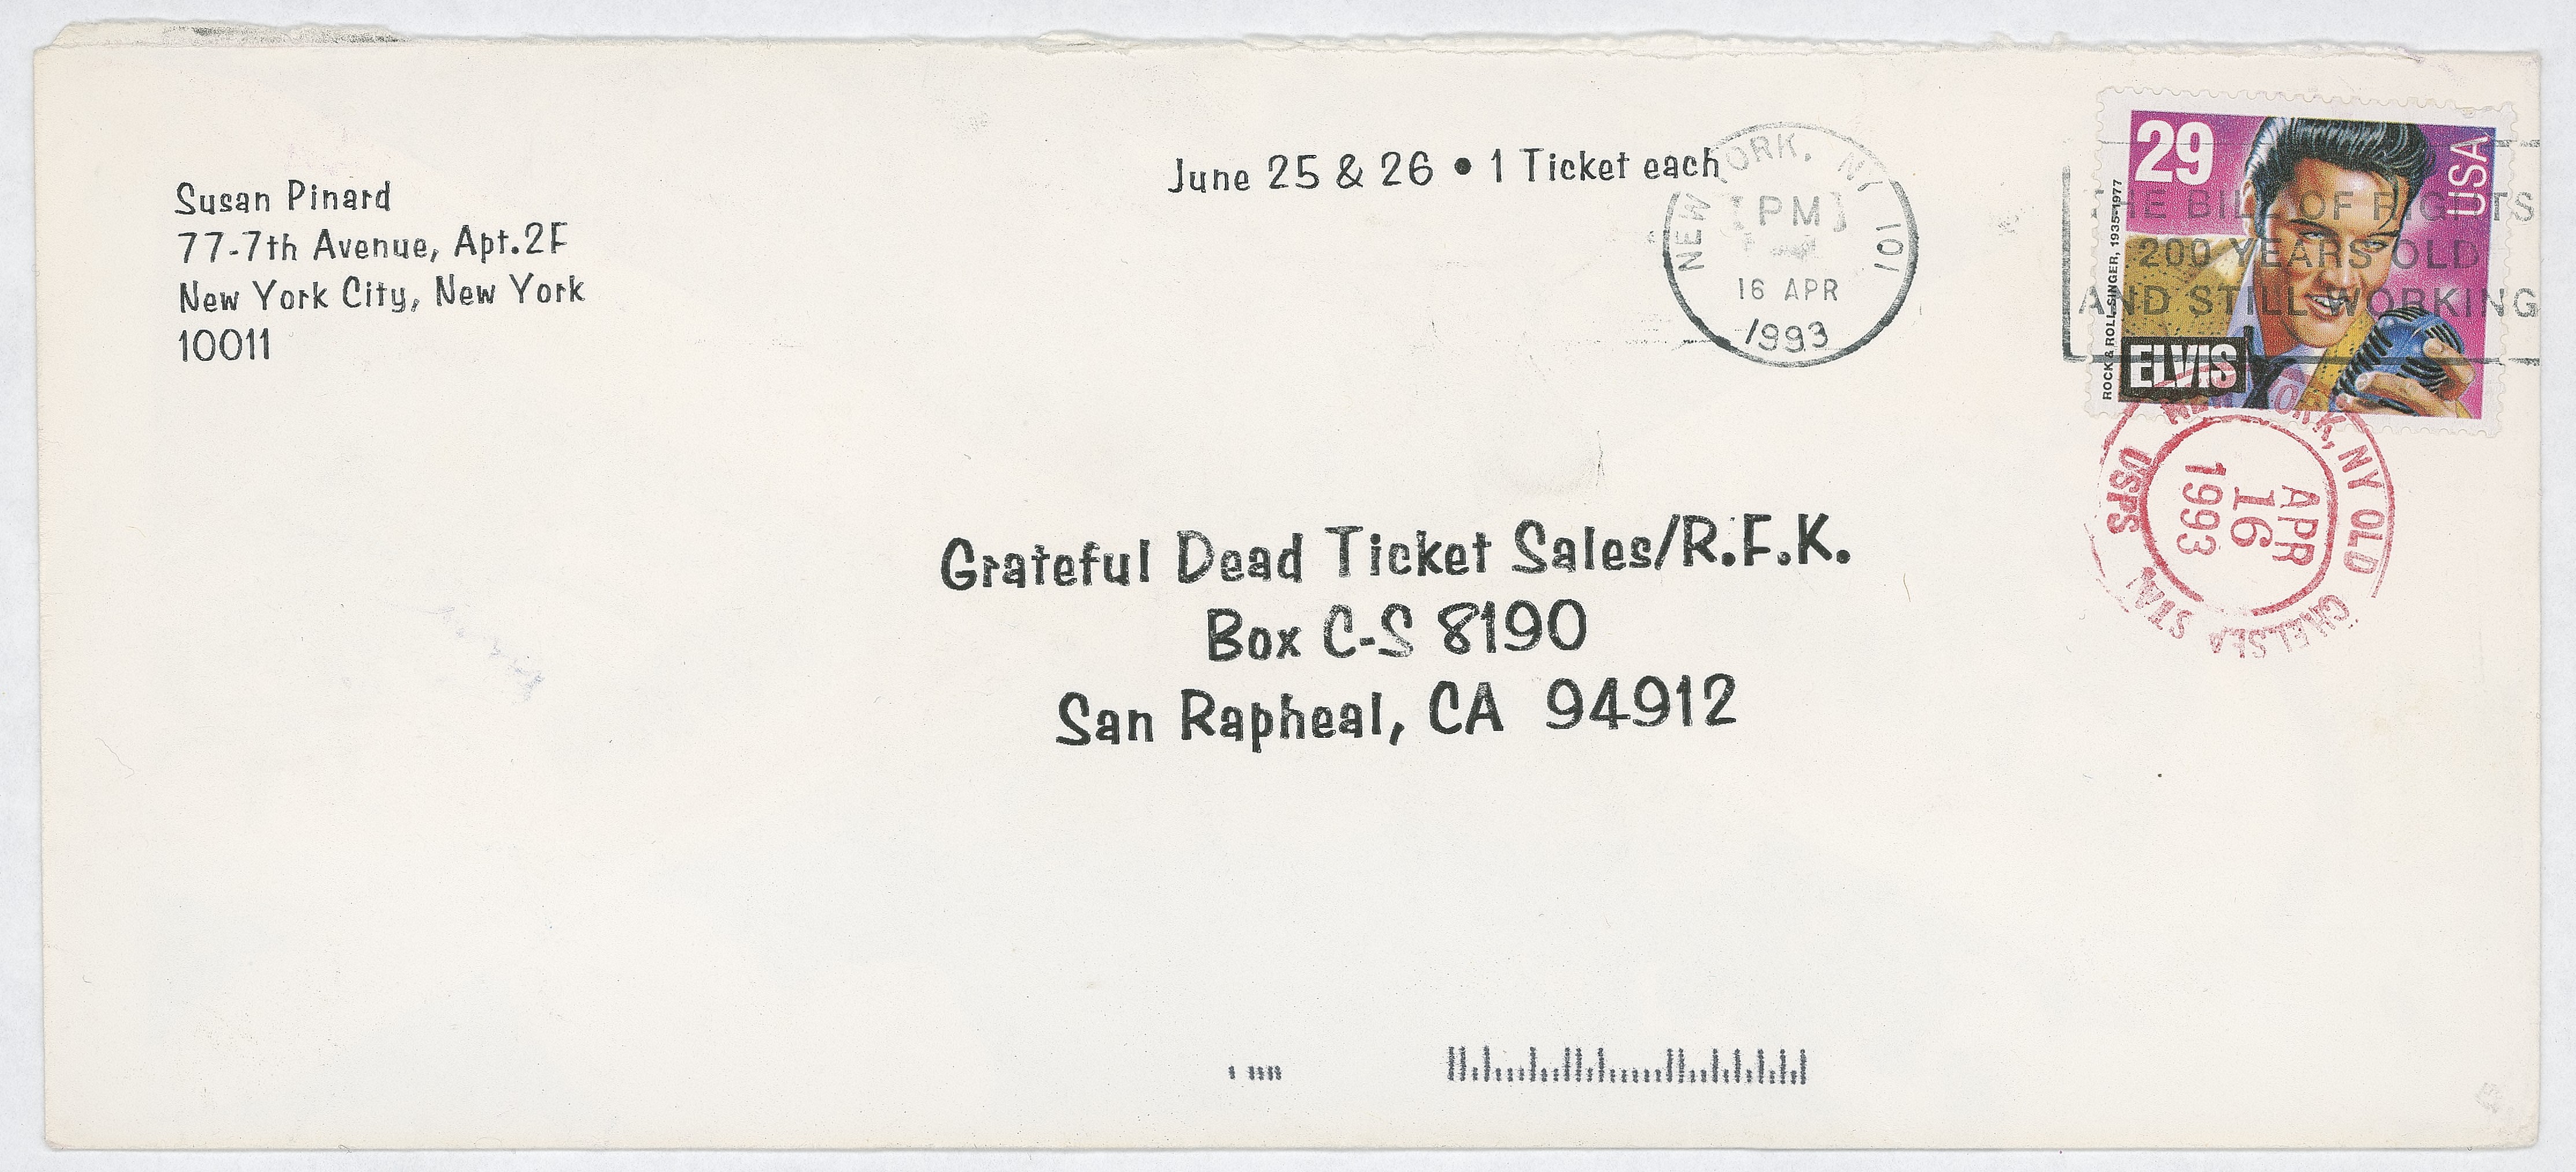 June 25 & 26 • 1 Ticket each
Susan Pinard
77-7th Avenue, Apt.2F
New York City, New York
10011
NEW YORK, NY 101
[PM]
16 APR
1993
THE BILL OF RIGHTS
200 YEARS OLD
AND STILL WORKING
29
USA
ROCK & ROLL SINGER, 1935-1977
ELVIS
NEW YORK, NY OLD CHELSEA STA.
USPS
APR
16
1993
Grateful Dead Ticket Sales/R.F.K.
Box C-S 8190
San Rapheal, CA 94912